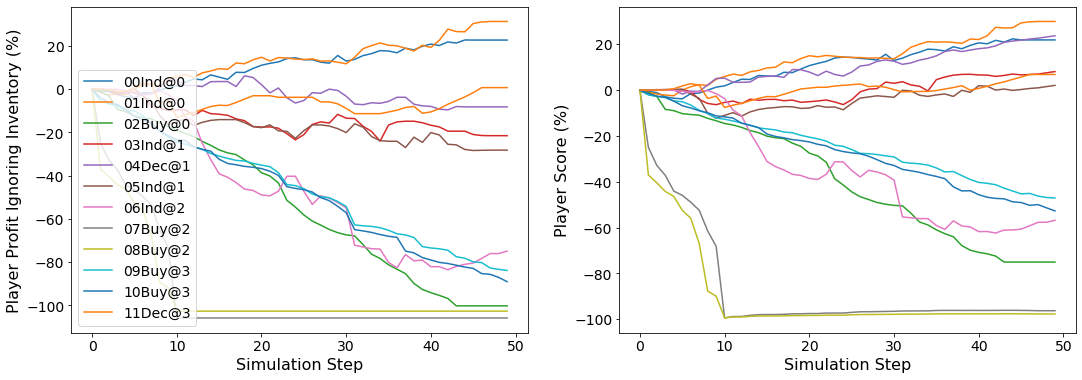 Player Profit Ignoring Inventory (%)
20
0
−20
−40
−60
−80
−100
00Ind@0
01Ind@0
02Buy@0
03Ind@1
04Dec@1
05Ind@1
06Ind@2
07Buy@2
08Buy@2
09Buy@3
10Buy@3
11Dec@3
0 10 20 30 40 50
Simulation Step
Player Score (%)
20
0
−20
−40
−60
−80
−100
0 10 20 30 40 50
Simulation Step